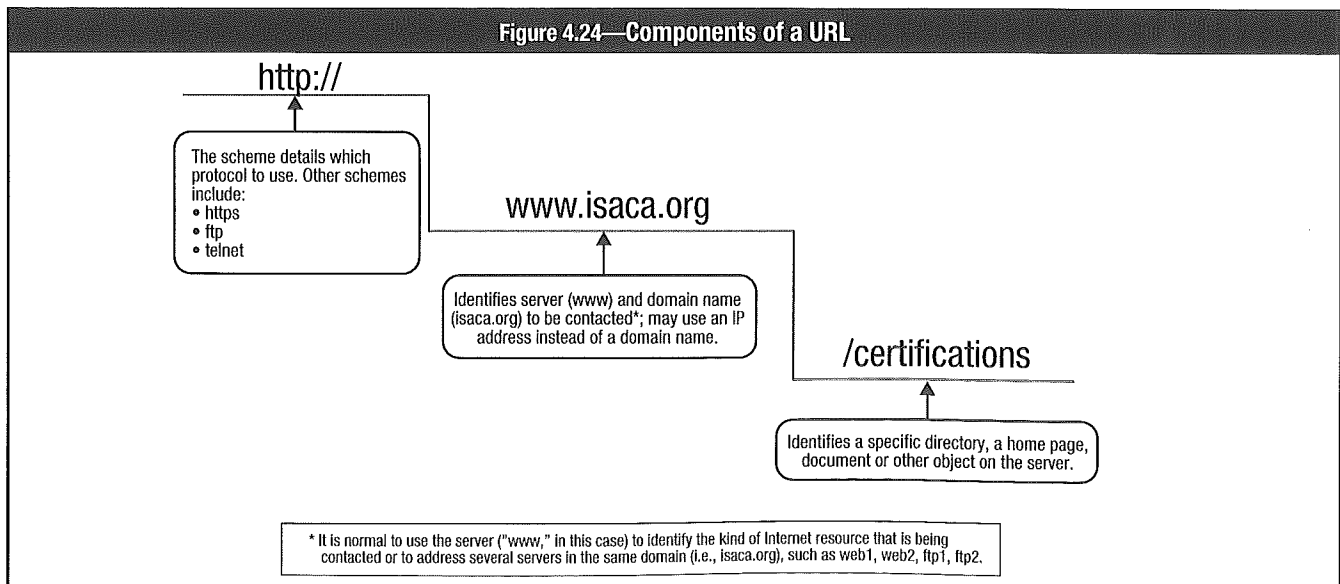 Figure 4.24—Components of a URL
http://
The scheme details which
protocol to use. Other schemes
include:
• https
• ftp
• telnet
www.isaca.org
Identifies server (www) and domain name
(isaca.org) to be contacted*; may use an IP
address instead of a domain name.
/certifications
Identifies a specific directory, a home page,
document or other object on the server.
* It is normal to use the server ("www," in this case) to identify the kind of Internet resource that is being
contacted or to address several servers in the same domain (i.e., isaca.org), such as web1, web2, ftp1, ftp2.